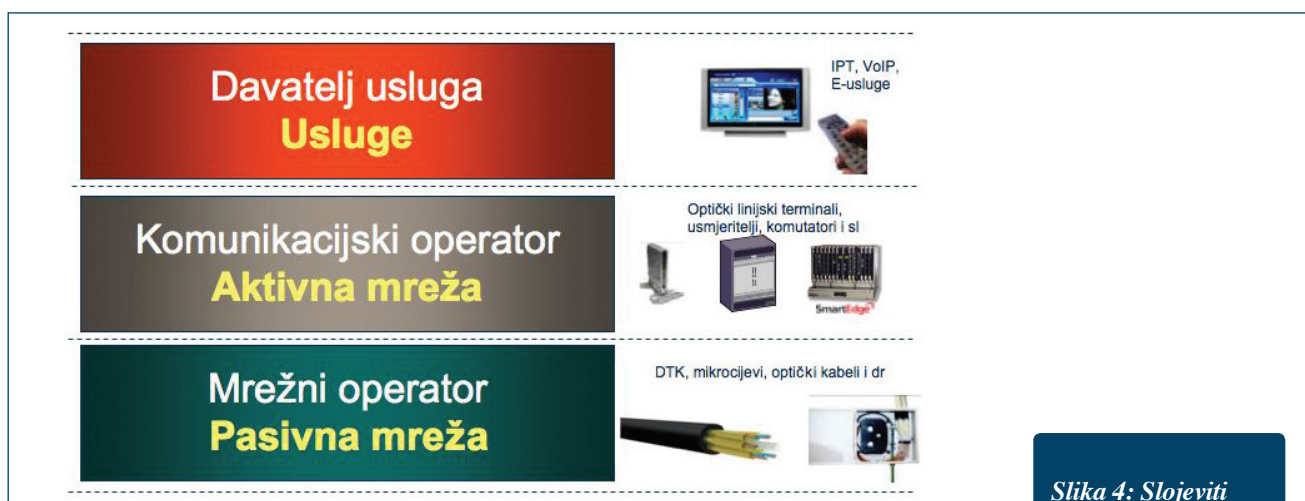 Davatelj usluga
Usluge
IPT, VoIP,
E-usluge
Komunikacijski operator
Aktivna mreža
Optički linijski terminali,
usmjeritelji, komutatori i sl
SmartEdge
Mrežni operator
Pasivna mreža
DTK, mikrocijevi, optički kabeli i dr
Slika 4: Slojeviti